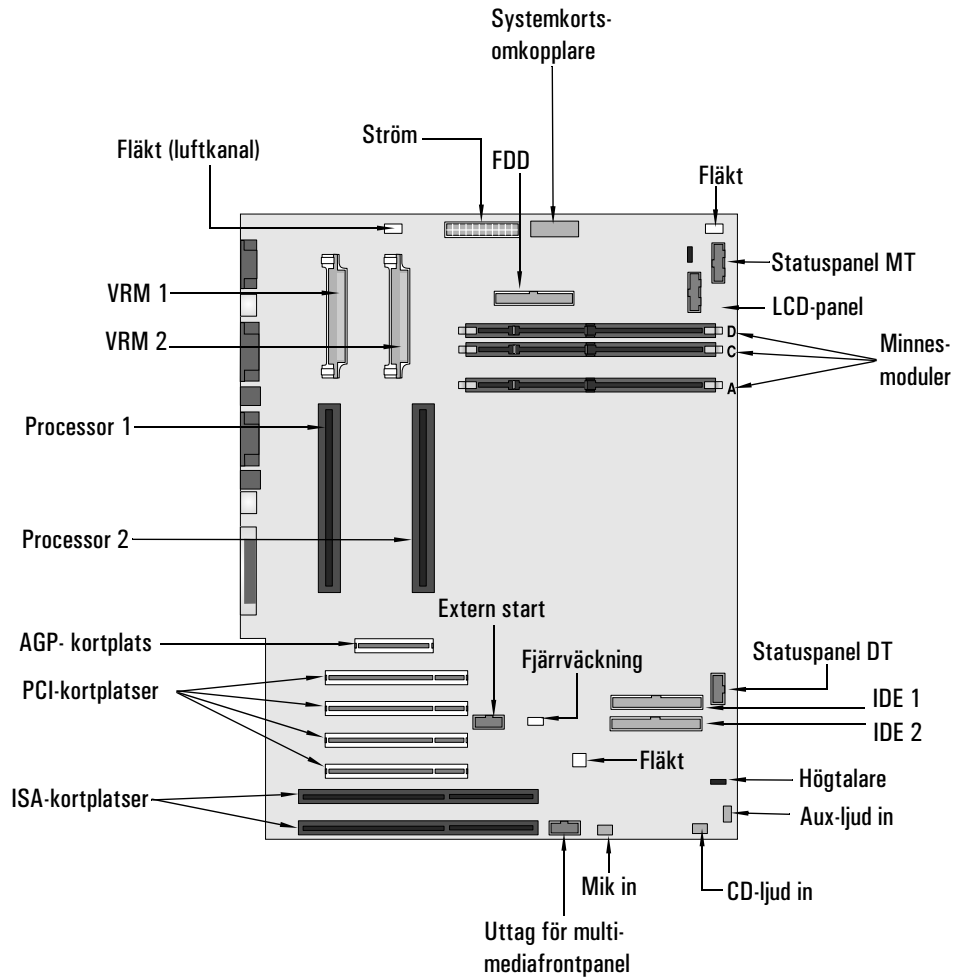 Systemkorts-
omkopplare
Ström
Fläkt (luftkanal)
FDD
Fläkt
Statuspanel MT
VRM 1
LCD-panel
D
VRM 2
C
Minnes-
moduler
A
Processor 1
Processor 2
Extern start
AGP- kortplats
Fjärrväckning
Statuspanel DT
PCI-kortplatser
IDE 1
IDE 2
Fläkt
Högtalare
ISA-kortplatser
Aux-ljud in
Mik in
CD-ljud in
Uttag för multi-
mediafrontpanel